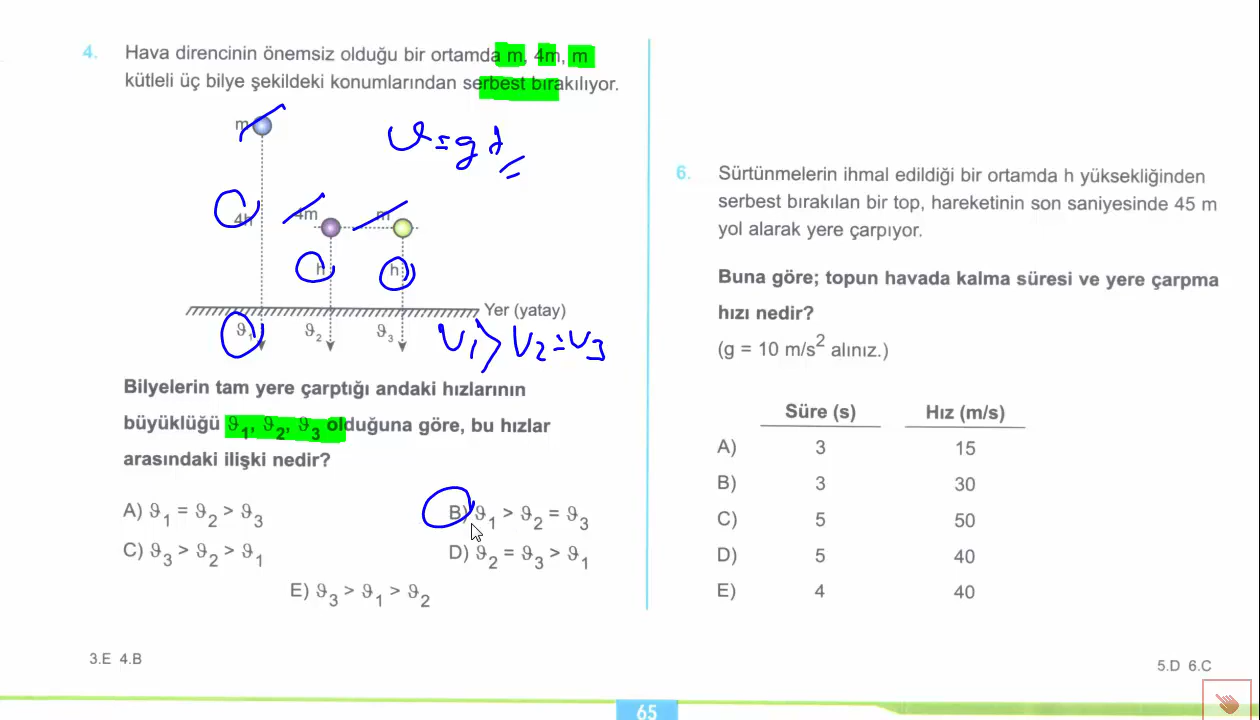 4. Hava direncinin önemsiz olduğu bir ortamda m, 4m, m
kütleli üç bilye şekildeki konumlarından serbest bırakılıyor.
m
ϑ = g t
4h
4m
m
h
h
Yer (yatay)
ϑ1
ϑ2
ϑ3
V1 > V2 = V3
Bilyelerin tam yere çarptığı andaki hızlarının
büyüklüğü ϑ1, ϑ2, ϑ3 olduğuna göre, bu hızlar
arasındaki ilişki nedir?
A) ϑ1 = ϑ2 > ϑ3
B) ϑ1 > ϑ2 = ϑ3
C) ϑ3 > ϑ2 > ϑ1
D) ϑ2 = ϑ3 > ϑ1
E) ϑ3 > ϑ1 > ϑ2
3.E 4.B
6. Sürtünmelerin ihmal edildiği bir ortamda h yüksekliğinden
serbest bırakılan bir top, hareketinin son saniyesinde 45 m
yol alarak yere çarpıyor.
Buna göre; topun havada kalma süresi ve yere çarpma
hızı nedir?
(g = 10 m/s² alınız.)
Süre (s) Hız (m/s)
A) 3 15
B) 3 30
C) 5 50
D) 5 40
E) 4 40
5.D 6.C
65